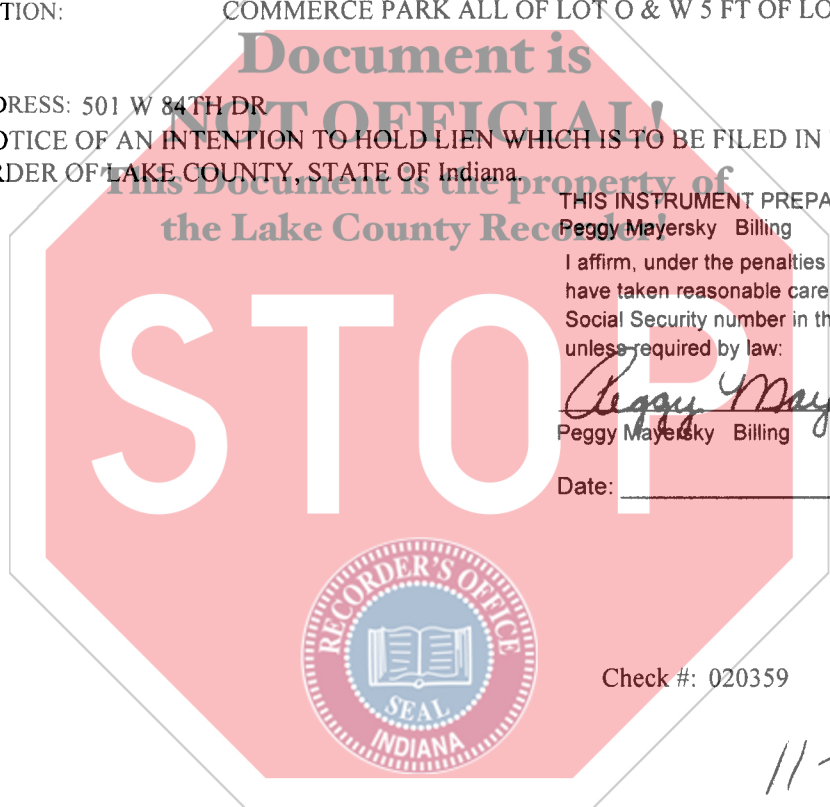 TION: COMMERCE PARK ALL OF LOT O & W 5 FT OF LO
Document is
DRESS: 501 W 84TH DR
NOT OFFICIAL!
OTICE OF AN INTENTION TO HOLD LIEN WHICH IS TO BE FILED IN
RDER OF LAKE COUNTY, STATE OF Indiana.
This Document is the property of
the Lake County Recorder!
THIS INSTRUMENT PREPA
Peggy Mayersky Billing
I affirm, under the penalties
have taken reasonable care
Social Security number in th
unless required by law:
Peggy May
Peggy Mayersky Billing
Date:
STOP
RECORDER'S OFFICE
SEAL
INDIANA
Check #: 020359
11-